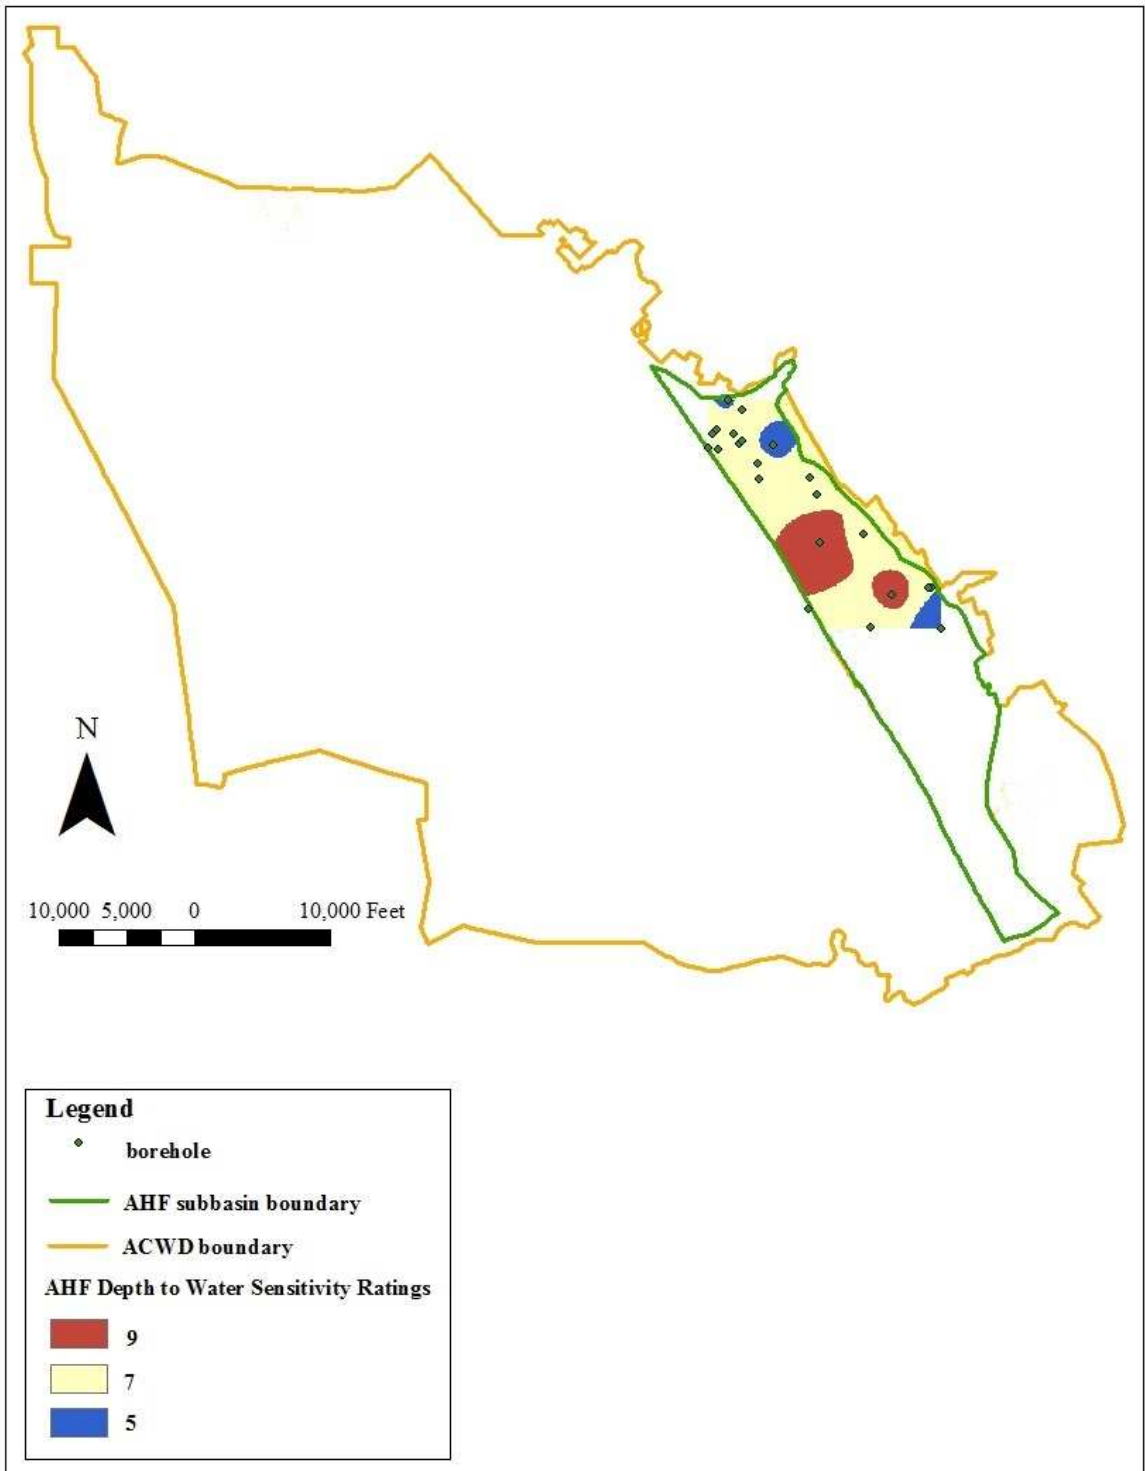 N
10,000 5,000 0 10,000 Feet
Legend
borehole
AHF subbasin boundary
ACWD boundary
AHF Depth to Water Sensitivity Ratings
9
7
5